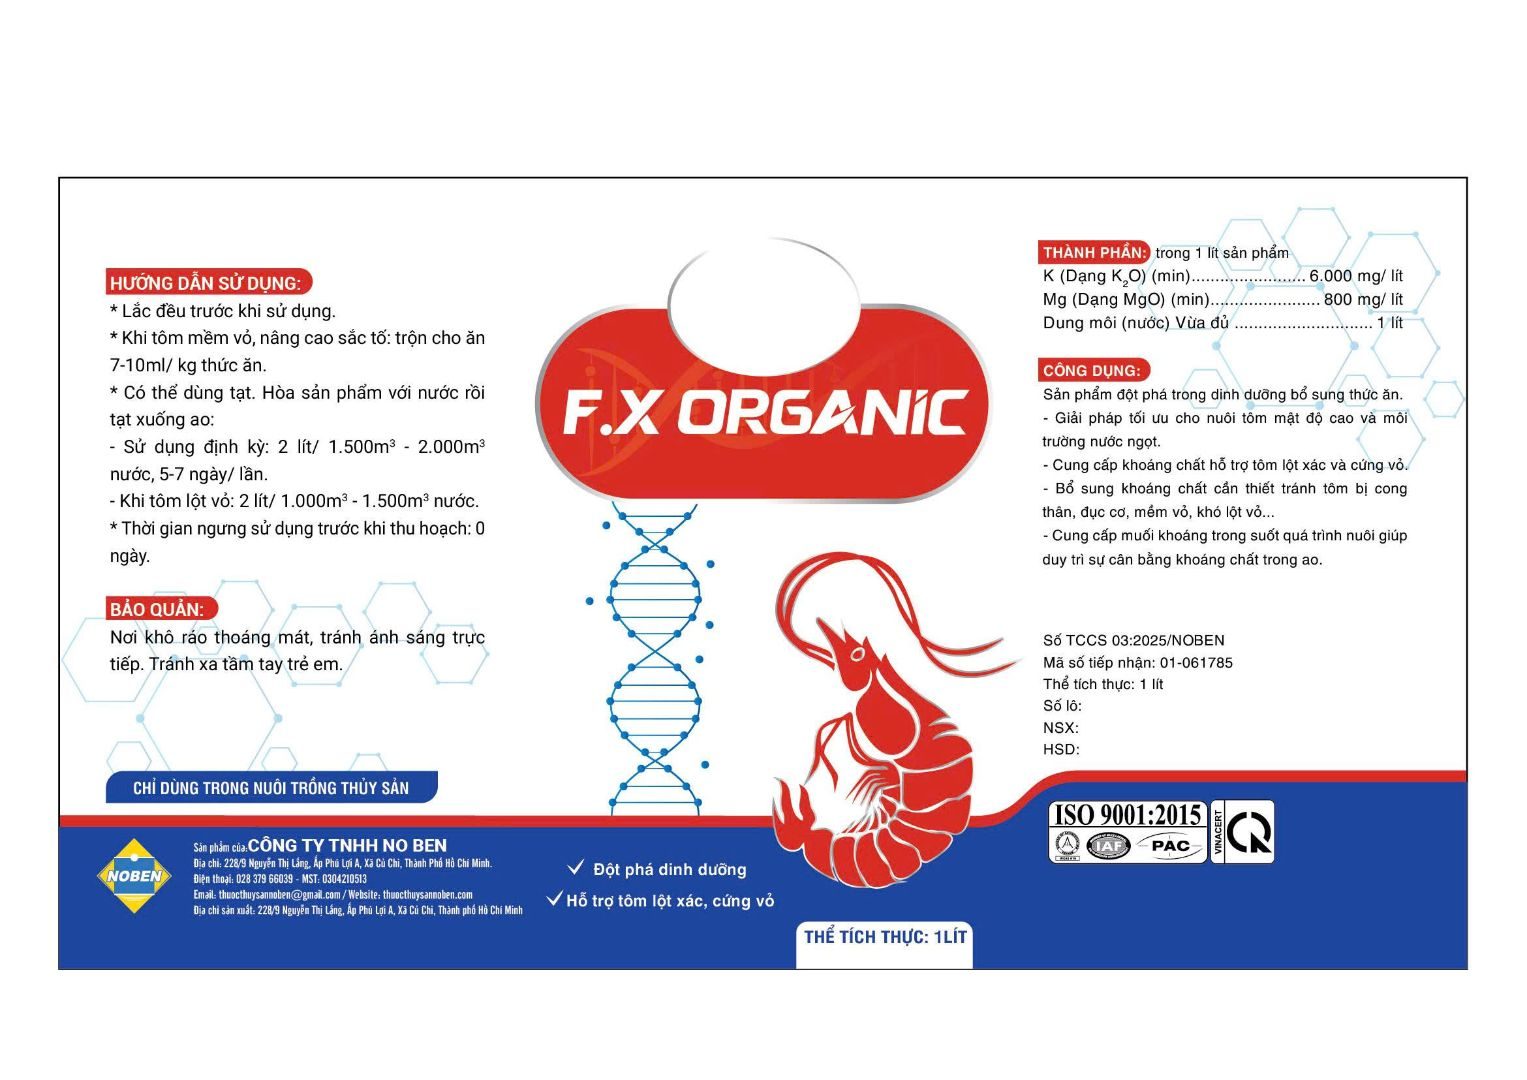 HƯỚNG DẪN SỬ DỤNG:
* Lắc đều trước khi sử dụng.
* Khi tôm mềm vỏ, nâng cao sắc tố: trộn cho ăn
7-10ml/ kg thức ăn.
* Có thể dùng tạt. Hòa sản phẩm với nước rồi
tạt xuống ao:
- Sử dụng định kỳ: 2 lít/ 1.500m³ - 2.000m³
nước, 5-7 ngày/ lần.
- Khi tôm lột vỏ: 2 lít/ 1.000m³ - 1.500m³ nước.
* Thời gian ngưng sử dụng trước khi thu hoạch: 0
ngày.
BẢO QUẢN:
Nơi khô ráo thoáng mát, tránh ánh sáng trực
tiếp. Tránh xa tầm tay trẻ em.
CHỈ DÙNG TRONG NUÔI TRỒNG THỦY SẢN
NOBEN
Sản phẩm của: CÔNG TY TNHH NO BEN
Địa chỉ: 228/9 Nguyễn Thị Lắng, Ấp Phú Lợi A, Xã Củ Chi, Thành Phố Hồ Chí Minh.
Điện thoại: 028 379 66039 - MST: 0304210513
Email: thuocthuysannoben@gmail.com / Website: thuocthuysannoben.com
Địa chỉ sản xuất: 228/9 Nguyễn Thị Lắng, Ấp Phú Lợi A, Xã Củ Chi, Thành phố Hồ Chí Minh
F.X ORGANIC
Đột phá dinh dưỡng
Hỗ trợ tôm lột xác, cứng vỏ
THỂ TÍCH THỰC: 1LÍT
THÀNH PHẦN: trong 1 lít sản phẩm
K (Dạng K₂O) (min)........................ 6.000 mg/ lít
Mg (Dạng MgO) (min)....................... 800 mg/ lít
Dung môi (nước) Vừa đủ ............................. 1 lít
CÔNG DỤNG:
Sản phẩm đột phá trong dinh dưỡng bổ sung thức ăn.
- Giải pháp tối ưu cho nuôi tôm mật độ cao và môi
trường nước ngọt.
- Cung cấp khoáng chất hỗ trợ tôm lột xác và cứng vỏ.
- Bổ sung khoáng chất cần thiết tránh tôm bị cong
thân, đục cơ, mềm vỏ, khó lột vỏ...
- Cung cấp muối khoáng trong suốt quá trình nuôi giúp
duy trì sự cân bằng khoáng chất trong ao.
Số TCCS 03:2025/NOBEN
Mã số tiếp nhận: 01-061785
Thể tích thực: 1 lít
Số lô:
NSX:
HSD:
ISO 9001:2015
IAF
PAC
VINACERT